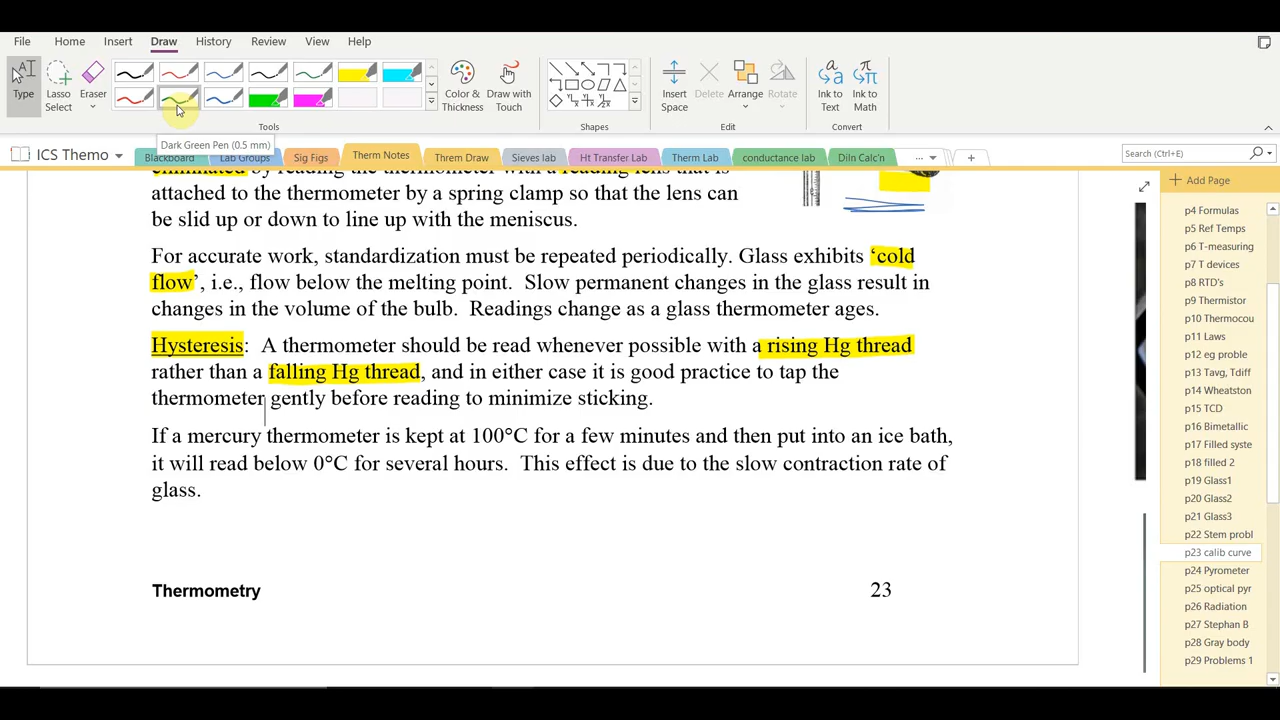 File Home Insert Draw History Review View Help
Type
Lasso Select
Eraser
Color & Thickness
Draw with Touch
Insert Space
Delete
Arrange
Rotate
Ink to Text
Ink to Math
Tools
Shapes
Edit
Convert
Dark Green Pen (0.5 mm)
ICS Themo
Blackboard
Lab Groups
Sig Figs
Therm Notes
Threm Draw
Sieves lab
Ht Transfer Lab
Therm Lab
conductance lab
Diln Calc'n
...
Search (Ctrl+E)
Add Page
eliminated by reading the thermometer with a reading lens that is
attached to the thermometer by a spring clamp so that the lens can
be slid up or down to line up with the meniscus.
For accurate work, standardization must be repeated periodically. Glass exhibits ‘cold
flow’, i.e., flow below the melting point. Slow permanent changes in the glass result in
changes in the volume of the bulb. Readings change as a glass thermometer ages.
Hysteresis: A thermometer should be read whenever possible with a rising Hg thread
rather than a falling Hg thread, and in either case it is good practice to tap the
thermometer gently before reading to minimize sticking.
If a mercury thermometer is kept at 100°C for a few minutes and then put into an ice bath,
it will read below 0°C for several hours. This effect is due to the slow contraction rate of
glass.
Thermometry 23
p4 Formulas
p5 Ref Temps
p6 T-measuring
p7 T devices
p8 RTD's
p9 Thermistor
p10 Thermocou
p11 Laws
p12 eg proble
p13 Tavg, Tdiff
p14 Wheatston
p15 TCD
p16 Bimetallic
p17 Filled syste
p18 filled 2
p19 Glass1
p20 Glass2
p21 Glass3
p22 Stem probl
p23 calib curve
p24 Pyrometer
p25 optical pyr
p26 Radiation
p27 Stephan B
p28 Gray body
p29 Problems 1